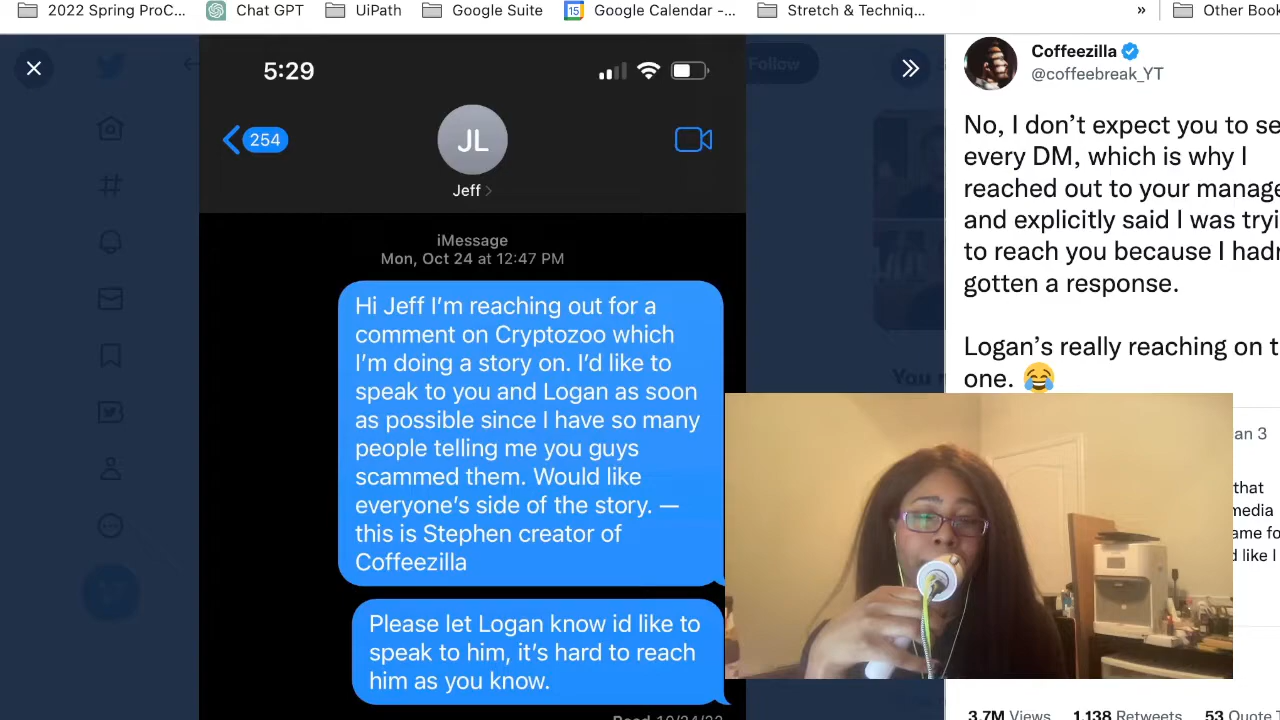 2022 Spring ProC...
Chat GPT
UiPath
Google Suite
15
Google Calendar -...
Stretch & Techniq...
»
Other Book
5:29
Follow
254
JL
Jeff
iMessage
Mon, Oct 24 at 12:47 PM
Hi Jeff I'm reaching out for a
comment on Cryptozoo which
I'm doing a story on. I'd like to
speak to you and Logan as soon
as possible since I have so many
people telling me you guys
scammed them. Would like
everyone's side of the story. —
this is Stephen creator of
Coffeezilla
Please let Logan know id like to
speak to him, it's hard to reach
him as you know.
Coffeezilla
@coffeebreak_YT
No, I don't expect you to se
every DM, which is why I
reached out to your manage
and explicitly said I was tryi
to reach you because I hadn
gotten a response.
Logan's really reaching on t
one. 😂
an 3
that
media
ame fo
d like I
3.7M Views 1,138 Retweets 53 Quote T